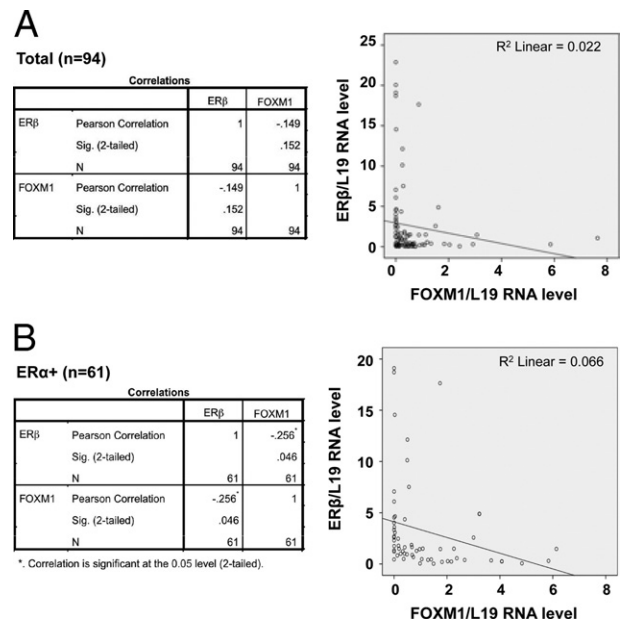 A
Total (n=94)
Correlations
ERβ FOXM1
ERβ Pearson Correlation 1 -.149
Sig. (2-tailed) .152
N 94 94
FOXM1 Pearson Correlation -.149 1
Sig. (2-tailed) .152
N 94 94
R² Linear = 0.022
ERβ/L19 RNA level
25
20
15
10
5
0
0 2 4 6 8
FOXM1/L19 RNA level
B
ERα+ (n=61)
Correlations
ERβ FOXM1
ERβ Pearson Correlation 1 -.256*
Sig. (2-tailed) .046
N 61 61
FOXM1 Pearson Correlation -.256* 1
Sig. (2-tailed) .046
N 61 61
*. Correlation is significant at the 0.05 level (2-tailed).
R² Linear = 0.066
ERβ/L19 RNA level
20
15
10
5
0
0 2 4 6 8
FOXM1/L19 RNA level